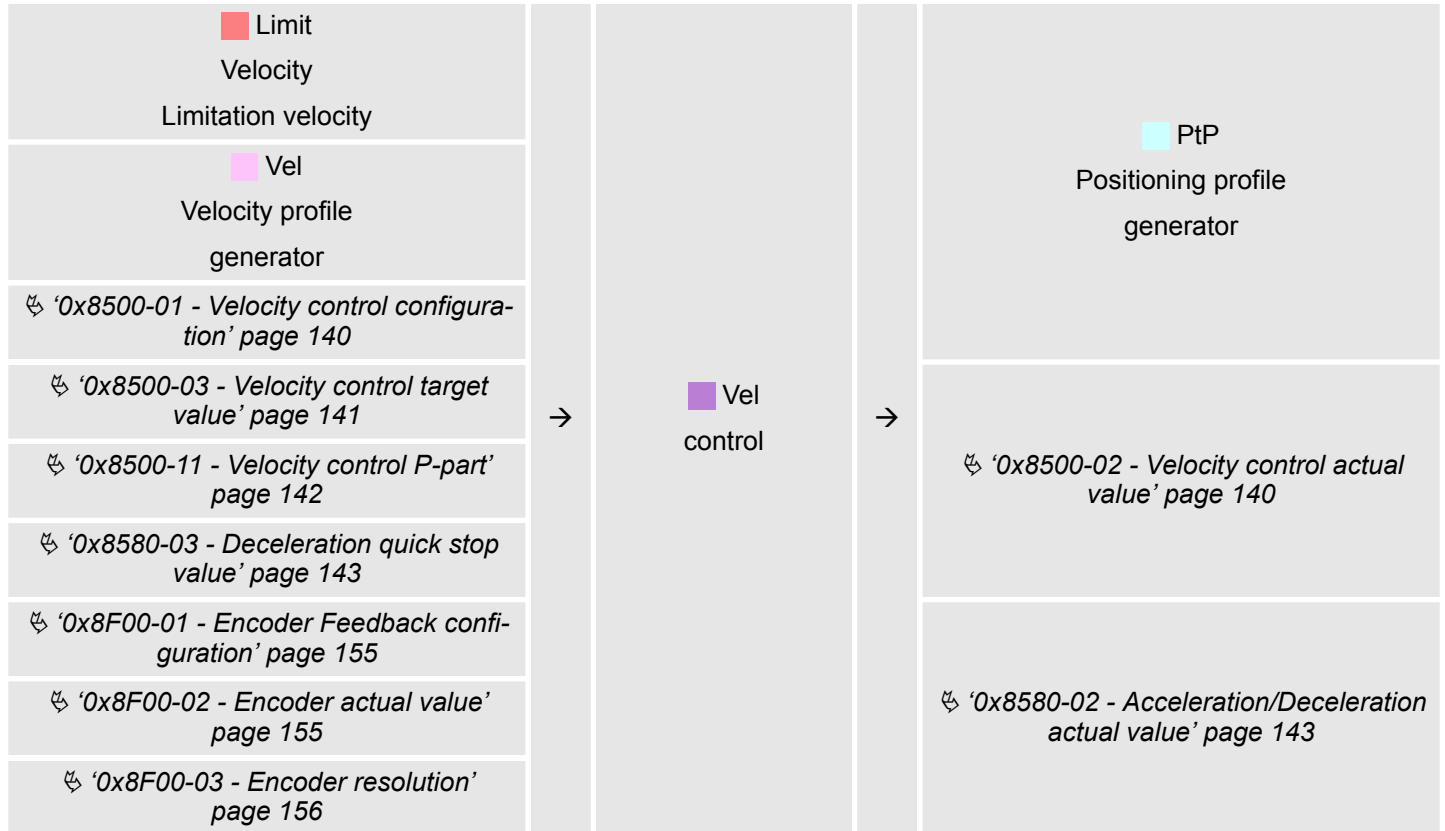 Limit
Velocity
Limitation velocity
Vel
Velocity profile
generator
↳ ‘0x8500-01 - Velocity control configura-
tion’ page 140
↳ ‘0x8500-03 - Velocity control target
value’ page 141
↳ ‘0x8500-11 - Velocity control P-part’
page 142
↳ ‘0x8580-03 - Deceleration quick stop
value’ page 143
↳ ‘0x8F00-01 - Encoder Feedback confi-
guration’ page 155
↳ ‘0x8F00-02 - Encoder actual value’
page 155
↳ ‘0x8F00-03 - Encoder resolution’
page 156
→
Vel
control
→
PtP
Positioning profile
generator
↳ ‘0x8500-02 - Velocity control actual
value’ page 140
↳ ‘0x8580-02 - Acceleration/Deceleration
actual value’ page 143